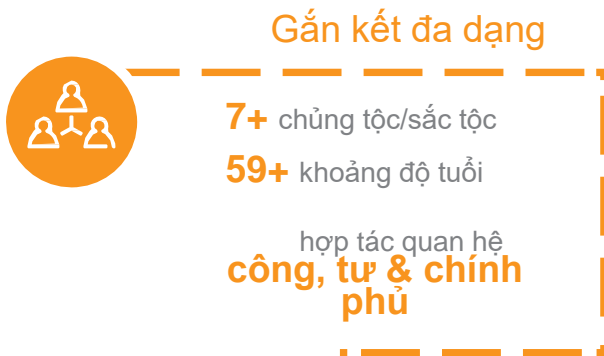 Gắn kết đa dạng
7+ chủng tộc/sắc tộc
59+ khoảng độ tuổi
hợp tác quan hệ
công, tư & chính
phủ